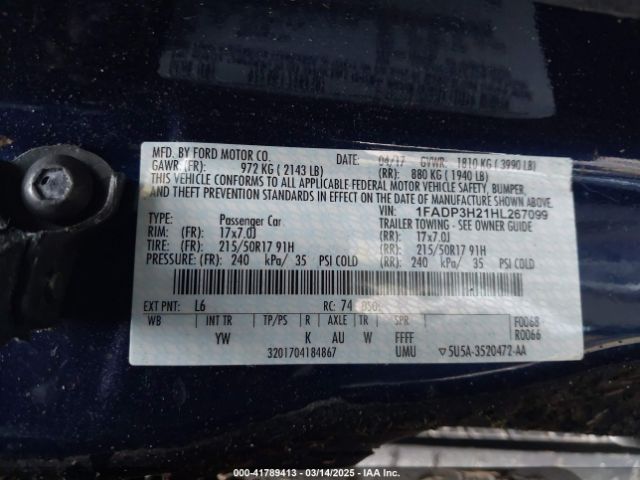 MFD. BY FORD MOTOR CO.
DATE: 04/17 GVWR: 1810 KG ( 3990 LB)
GAWR (FR): 972 KG ( 2143 LB) (RR): 880 KG ( 1940 LB)
THIS VEHICLE CONFORMS TO ALL APPLICABLE FEDERAL MOTOR VEHICLE SAFETY, BUMPER,
AND THEFT PREVENTION STANDARDS IN EFFECT ON THE DATE OF MANUFACTURE SHOWN ABOVE.
VIN: 1FADP3H21HL267099
TYPE: Passenger Car TRAILER TOWING - SEE OWNER GUIDE
RIM: (FR): 17x7.0J (RR): 17x7.0J
TIRE: (FR): 215/50R17 91H (RR): 215/50R17 91H
PRESSURE: (FR): 240 kPa/ 35 PSI COLD (RR): 240 kPa/ 35 PSI COLD
EXT PNT: L6 RC: 74 DSO:
WB INT TR TP/PS R AXLE TR SPR F0068
YW K AU W R0066
F
3201704184867 UMU 5U5A-3520472-AA
000-41789413 - 03/14/2025 - IAA Inc.